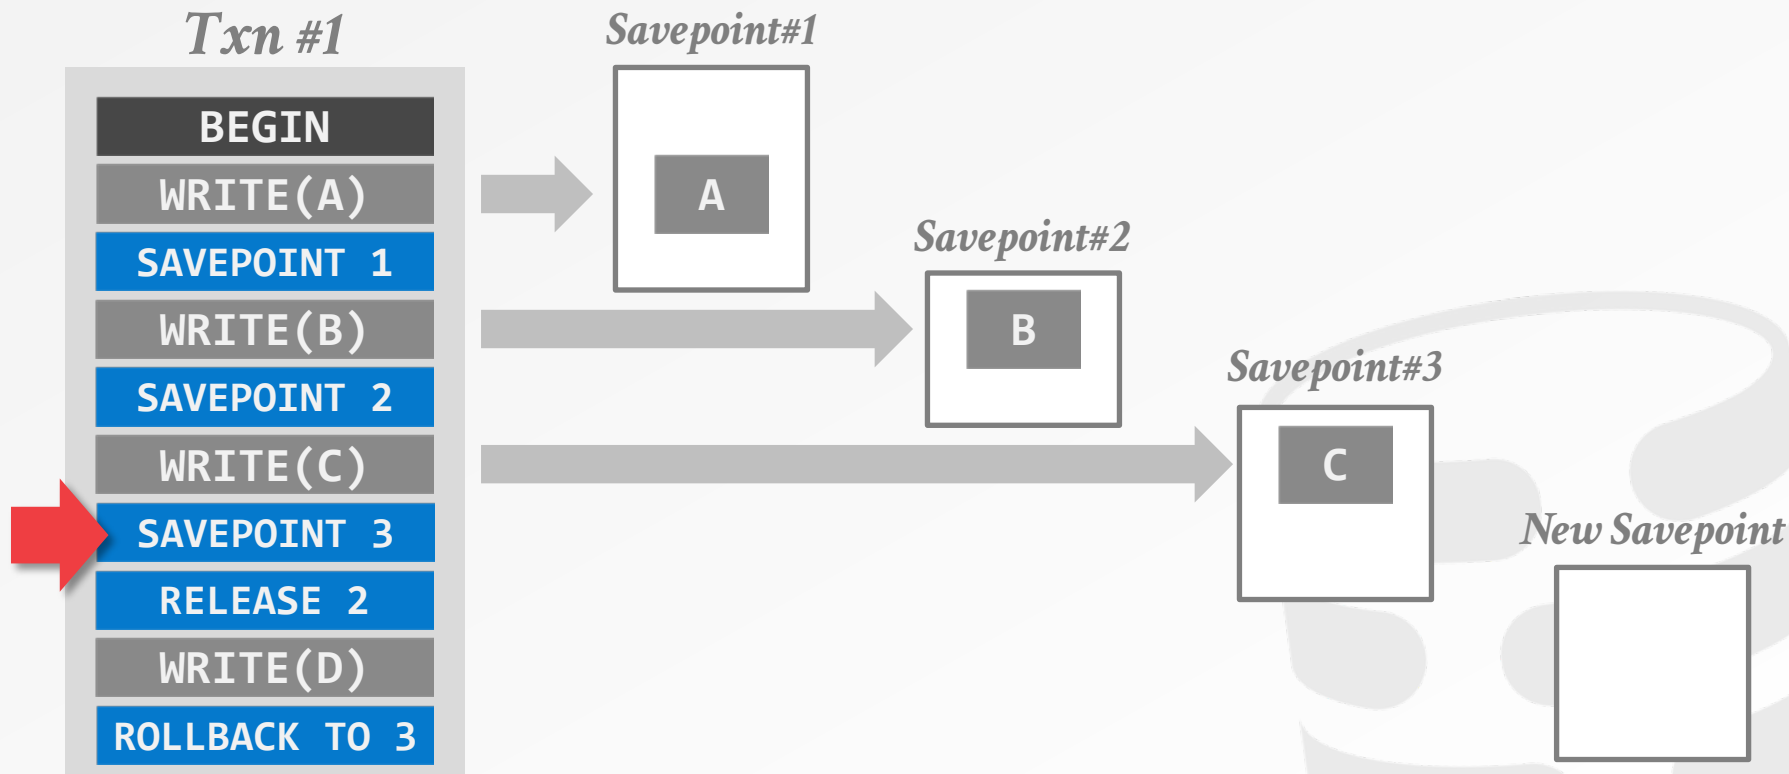 Txn #1
BEGIN
WRITE(A)
SAVEPOINT 1
WRITE(B)
SAVEPOINT 2
WRITE(C)
SAVEPOINT 3
RELEASE 2
WRITE(D)
ROLLBACK TO 3
Savepoint#1
A
Savepoint#2
B
Savepoint#3
C
New Savepoint